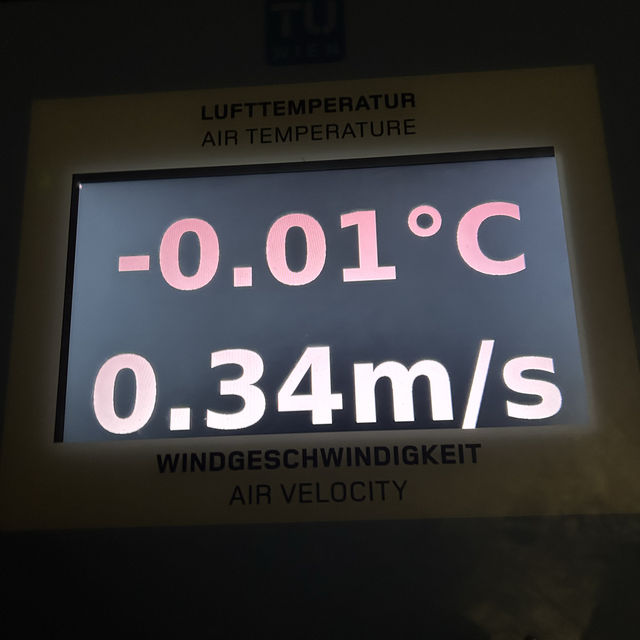 TU
WIEN
LUFTTEMPERATUR
AIR TEMPERATURE
-0.01°C
0.34m/s
WINDGESCHWINDIGKEIT
AIR VELOCITY